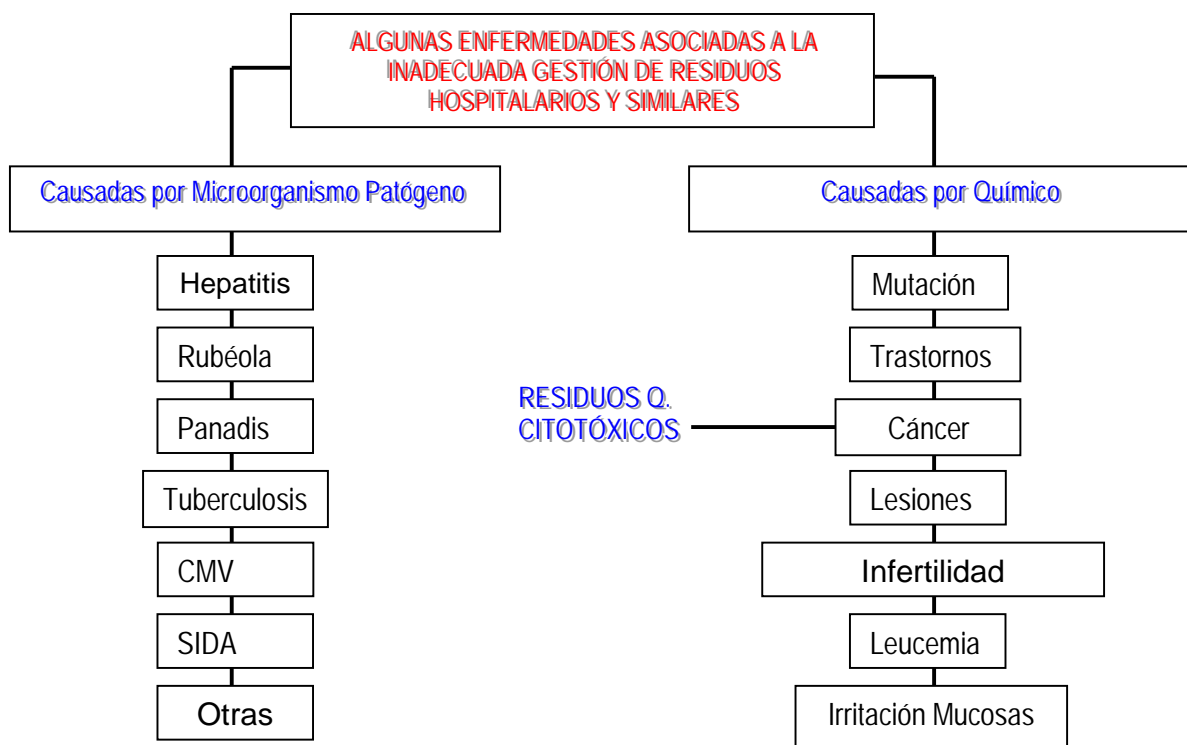 ALGUNAS ENFERMEDADES ASOCIADAS A LA
INADECUADA GESTIÓN DE RESIDUOS
HOSPITALARIOS Y SIMILARES
Causadas por Microorganismo Patógeno
Hepatitis
Rubéola
Panadis
Tuberculosis
CMV
SIDA
Otras
Causadas por Químico
Mutación
Trastornos
RESIDUOS Q.
CITOTÓXICOS
Cáncer
Lesiones
Infertilidad
Leucemia
Irritación Mucosas